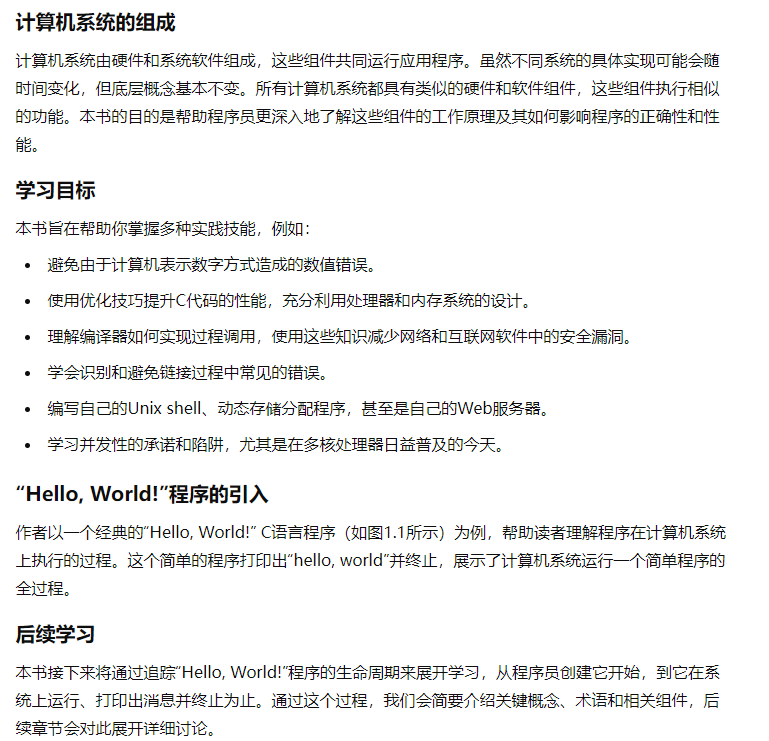 计算机系统的组成
计算机系统由硬件和系统软件组成，这些组件共同运行应用程序。虽然不同系统的具体实现可能会随
时间变化，但底层概念基本不变。所有计算机系统都具有类似的硬件和软件组件，这些组件执行相似
的功能。本书的目的是帮助程序员更深入地了解这些组件的工作原理及其如何影响程序的正确性和性
能。
学习目标
本书旨在帮助你掌握多种实践技能，例如：
• 避免由于计算机表示数字方式造成的数值错误。
• 使用优化技巧提升C代码的性能，充分利用处理器和内存系统的设计。
• 理解编译器如何实现过程调用，使用这些知识减少网络和互联网软件中的安全漏洞。
• 学会识别和避免链接过程中常见的错误。
• 编写自己的Unix shell、动态存储分配程序，甚至是自己的Web服务器。
• 学习并发性的承诺和陷阱，尤其是在多核处理器日益普及的今天。
“Hello, World!”程序的引入
作者以一个经典的“Hello, World!” C语言程序（如图1.1所示）为例，帮助读者理解程序在计算机系统
上执行的过程。这个简单的程序打印出“hello, world”并终止，展示了计算机系统运行一个简单程序的
全过程。
后续学习
本书接下来将通过追踪“Hello, World!”程序的生命周期来展开学习，从程序员创建它开始，到它在系
统上运行、打印出消息并终止为止。通过这个过程，我们会简要介绍关键概念、术语和相关组件，后
续章节会对此展开详细讨论。